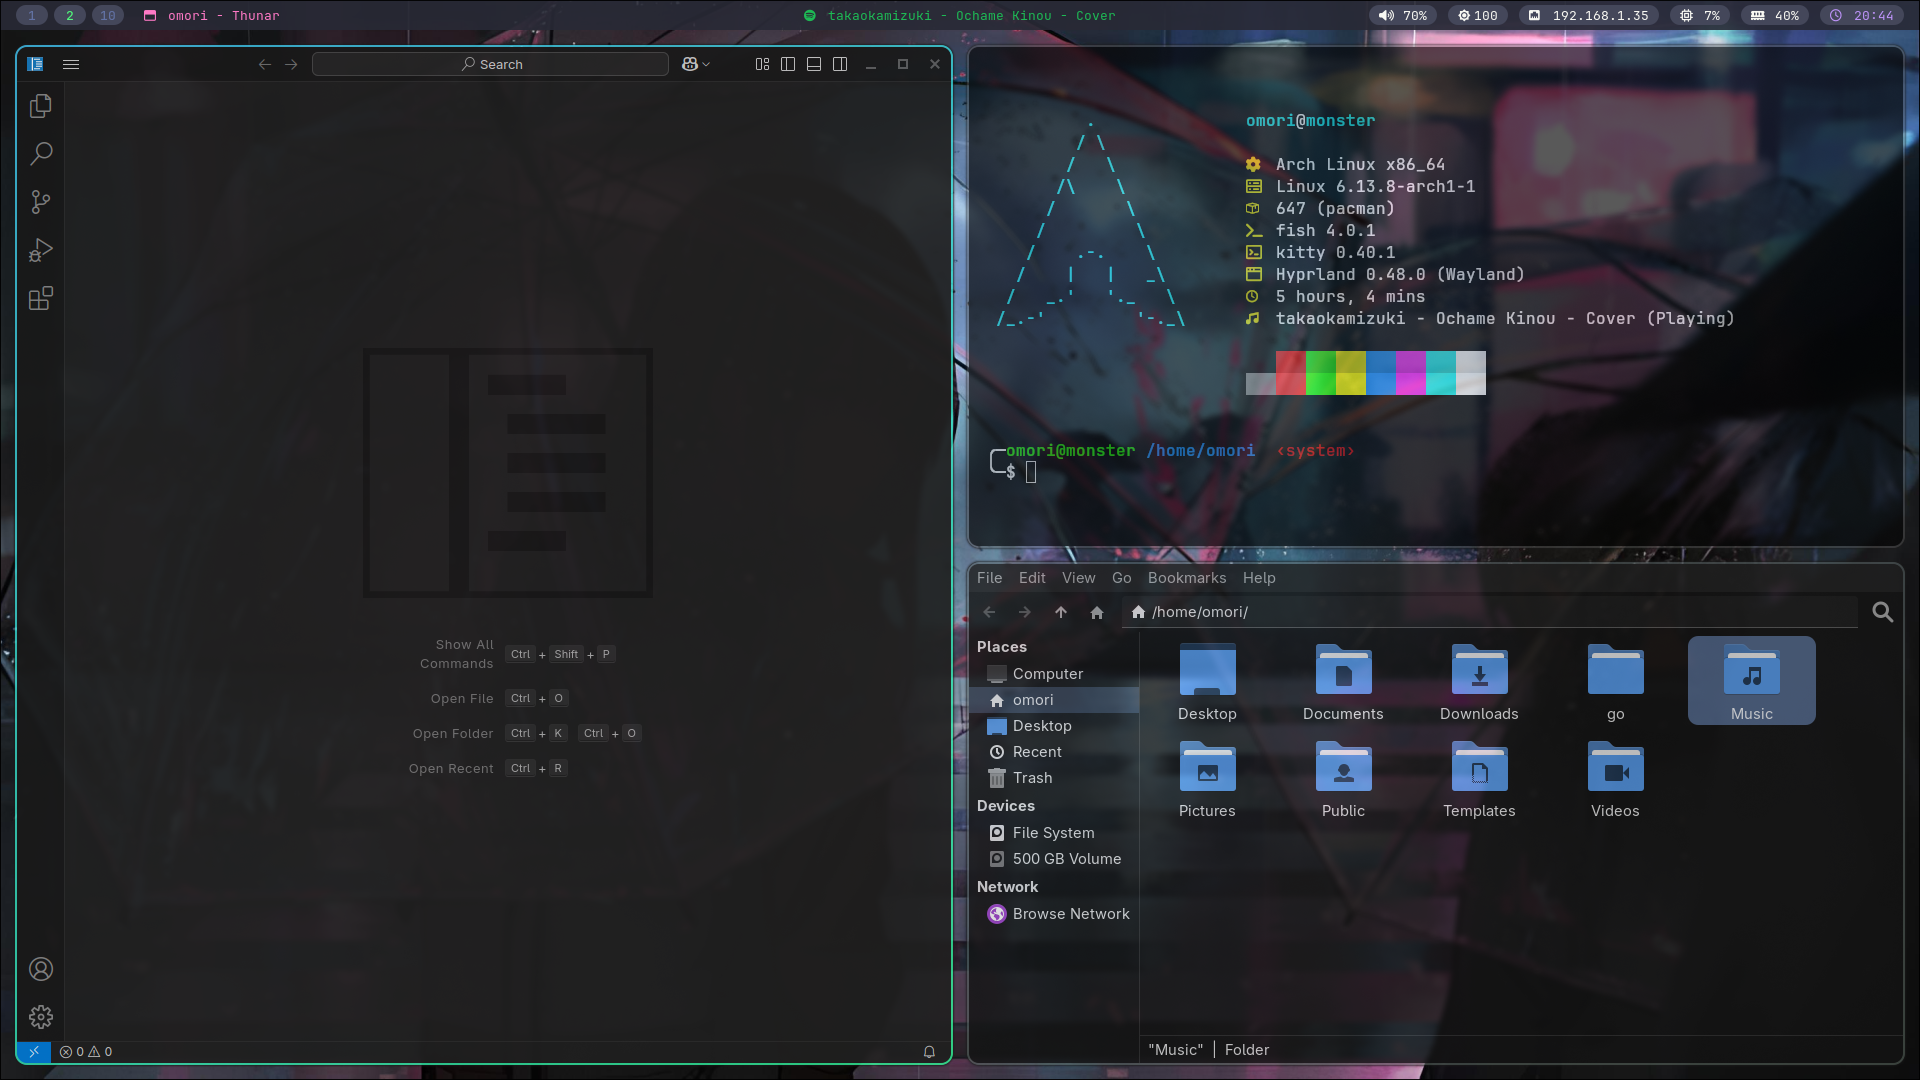 1 2 10 omori - Thunar takaokamizuki - Ochame Kinou - Cover 70% 100 192.168.1.35 7% 40% 20:44
Search
Show All Commands Ctrl + Shift + P
Open File Ctrl + O
Open Folder Ctrl + K Ctrl + O
Open Recent Ctrl + R
0 0
omori@monster
Arch Linux x86_64
Linux 6.13.8-arch1-1
647 (pacman)
fish 4.0.1
kitty 0.40.1
Hyprland 0.48.0 (Wayland)
5 hours, 4 mins
takaokamizuki - Ochame Kinou - Cover (Playing)
omori@monster /home/omori ‹system›
$
File Edit View Go Bookmarks Help
/home/omori/
Places
Computer
omori
Desktop
Recent
Trash
Devices
File System
500 GB Volume
Network
Browse Network
Desktop Documents Downloads go Music
Pictures Public Templates Videos
"Music" | Folder